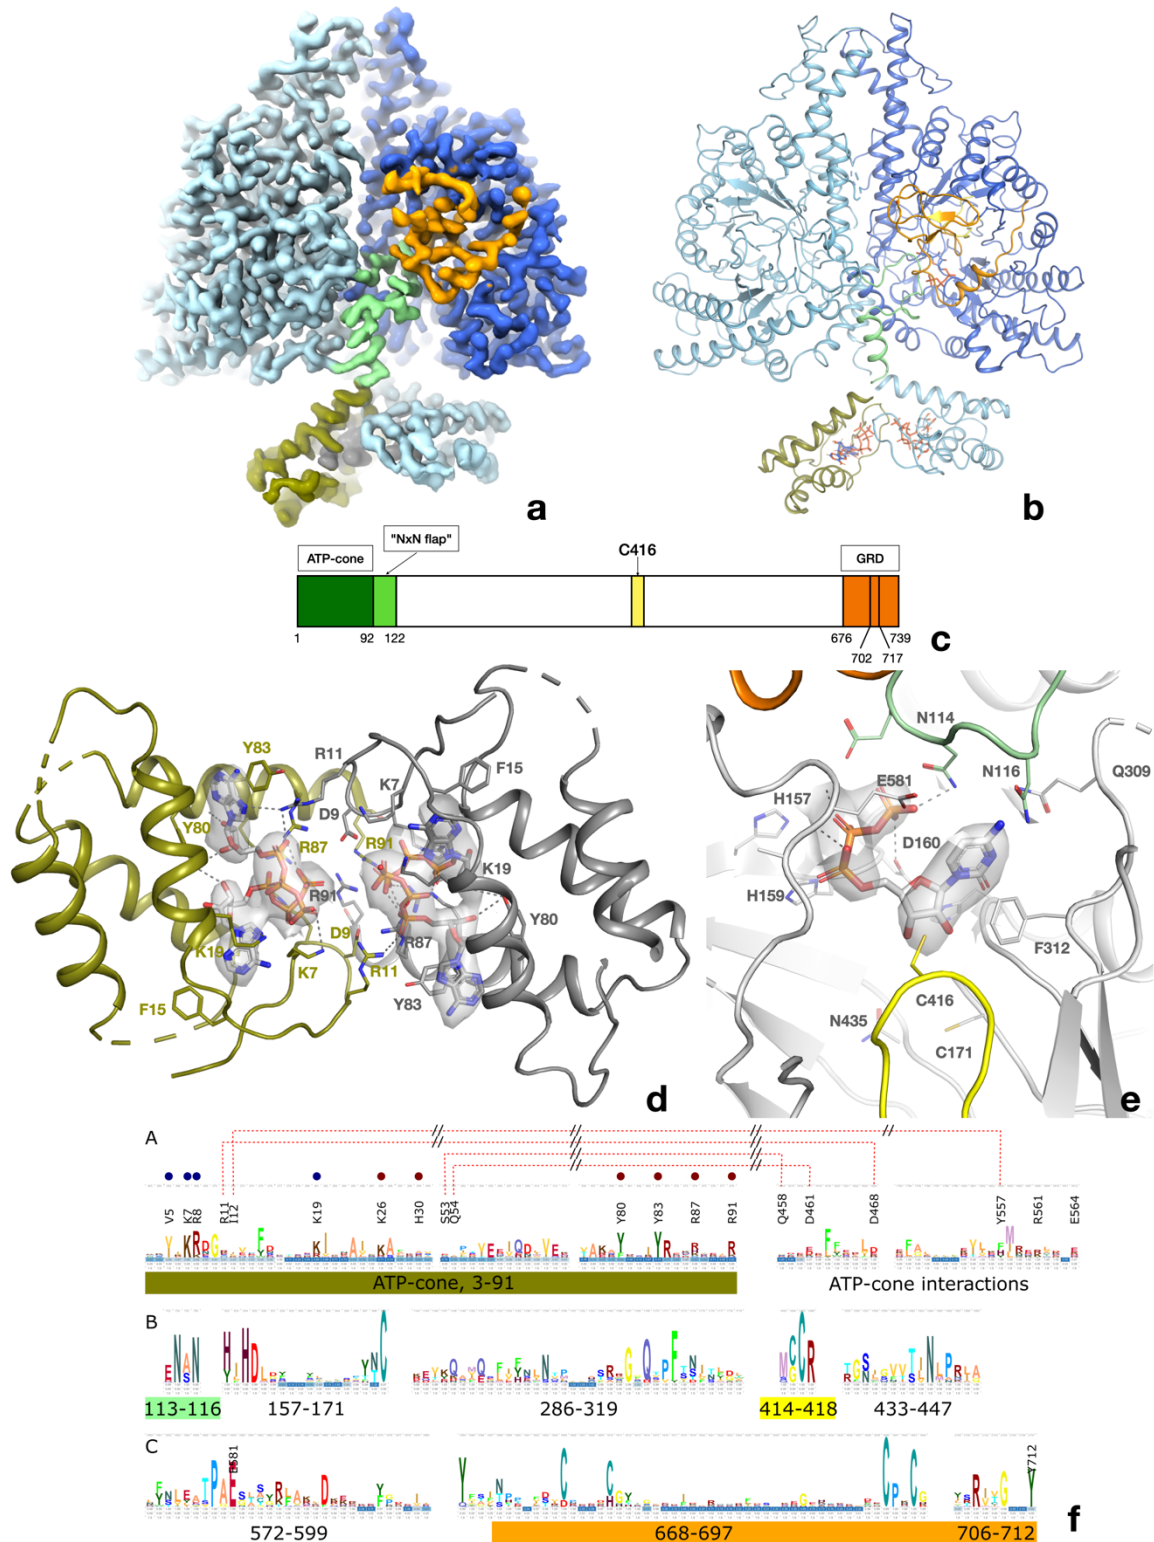 a
b
ATP-cone
"NxN flap"
C416
GRD
1
92
122
676
702
717
739
c
Y83
R11
K7
F15
D9
Y80
R87
R91
K19
R91
Y80
K19
D9
R87
K7
R11
F15
Y83
d
N114
E581
N116
Q309
H157
D160
H159
F312
C416
N435
C171
e
A
V5 K7 R8 R11 I12 K19 K26 H30 S53 Q54 Y80 Y83 R87 R91 Q458 D461 D468 Y557 R561 E564
ATP-cone, 3-91
ATP-cone interactions
B
113-116
157-171
286-319
414-418
433-447
C
E581
Y712
572-599
668-697
706-712
f